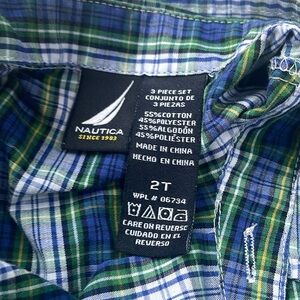 NAUTICA
SINCE 1983
3 PIECE SET
CONJUNTO DE
3 PIEZAS
55%COTTON
45%POLYESTER
55%ALGODÓN
45%POLIÉSTER
MADE IN CHINA
HECHO EN CHINA
2T
WPL # 06734
CARE ON REVERSE
CUIDADO EN EL
REVERSO